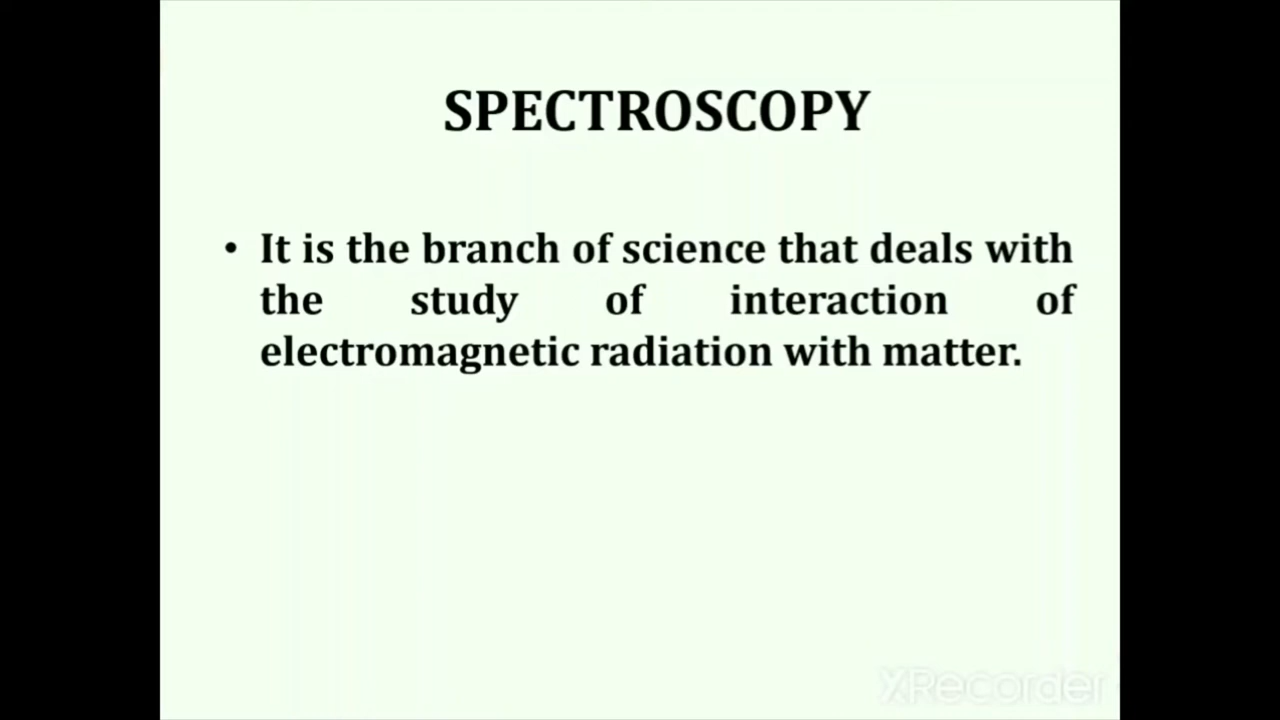 SPECTROSCOPY
• It is the branch of science that deals with
the study of interaction of
electromagnetic radiation with matter.
XRecorder